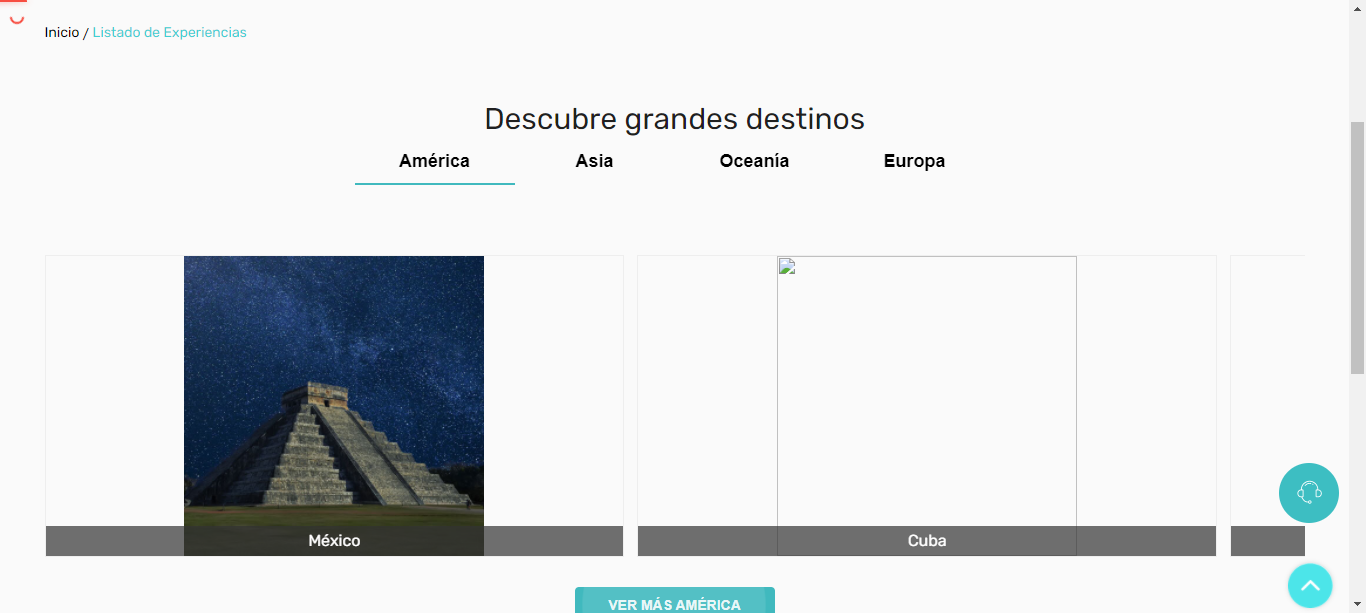 Inicio / Listado de Experiencias
Descubre grandes destinos
América Asia Oceanía Europa
México Cuba
VER MÁS AMÉRICA